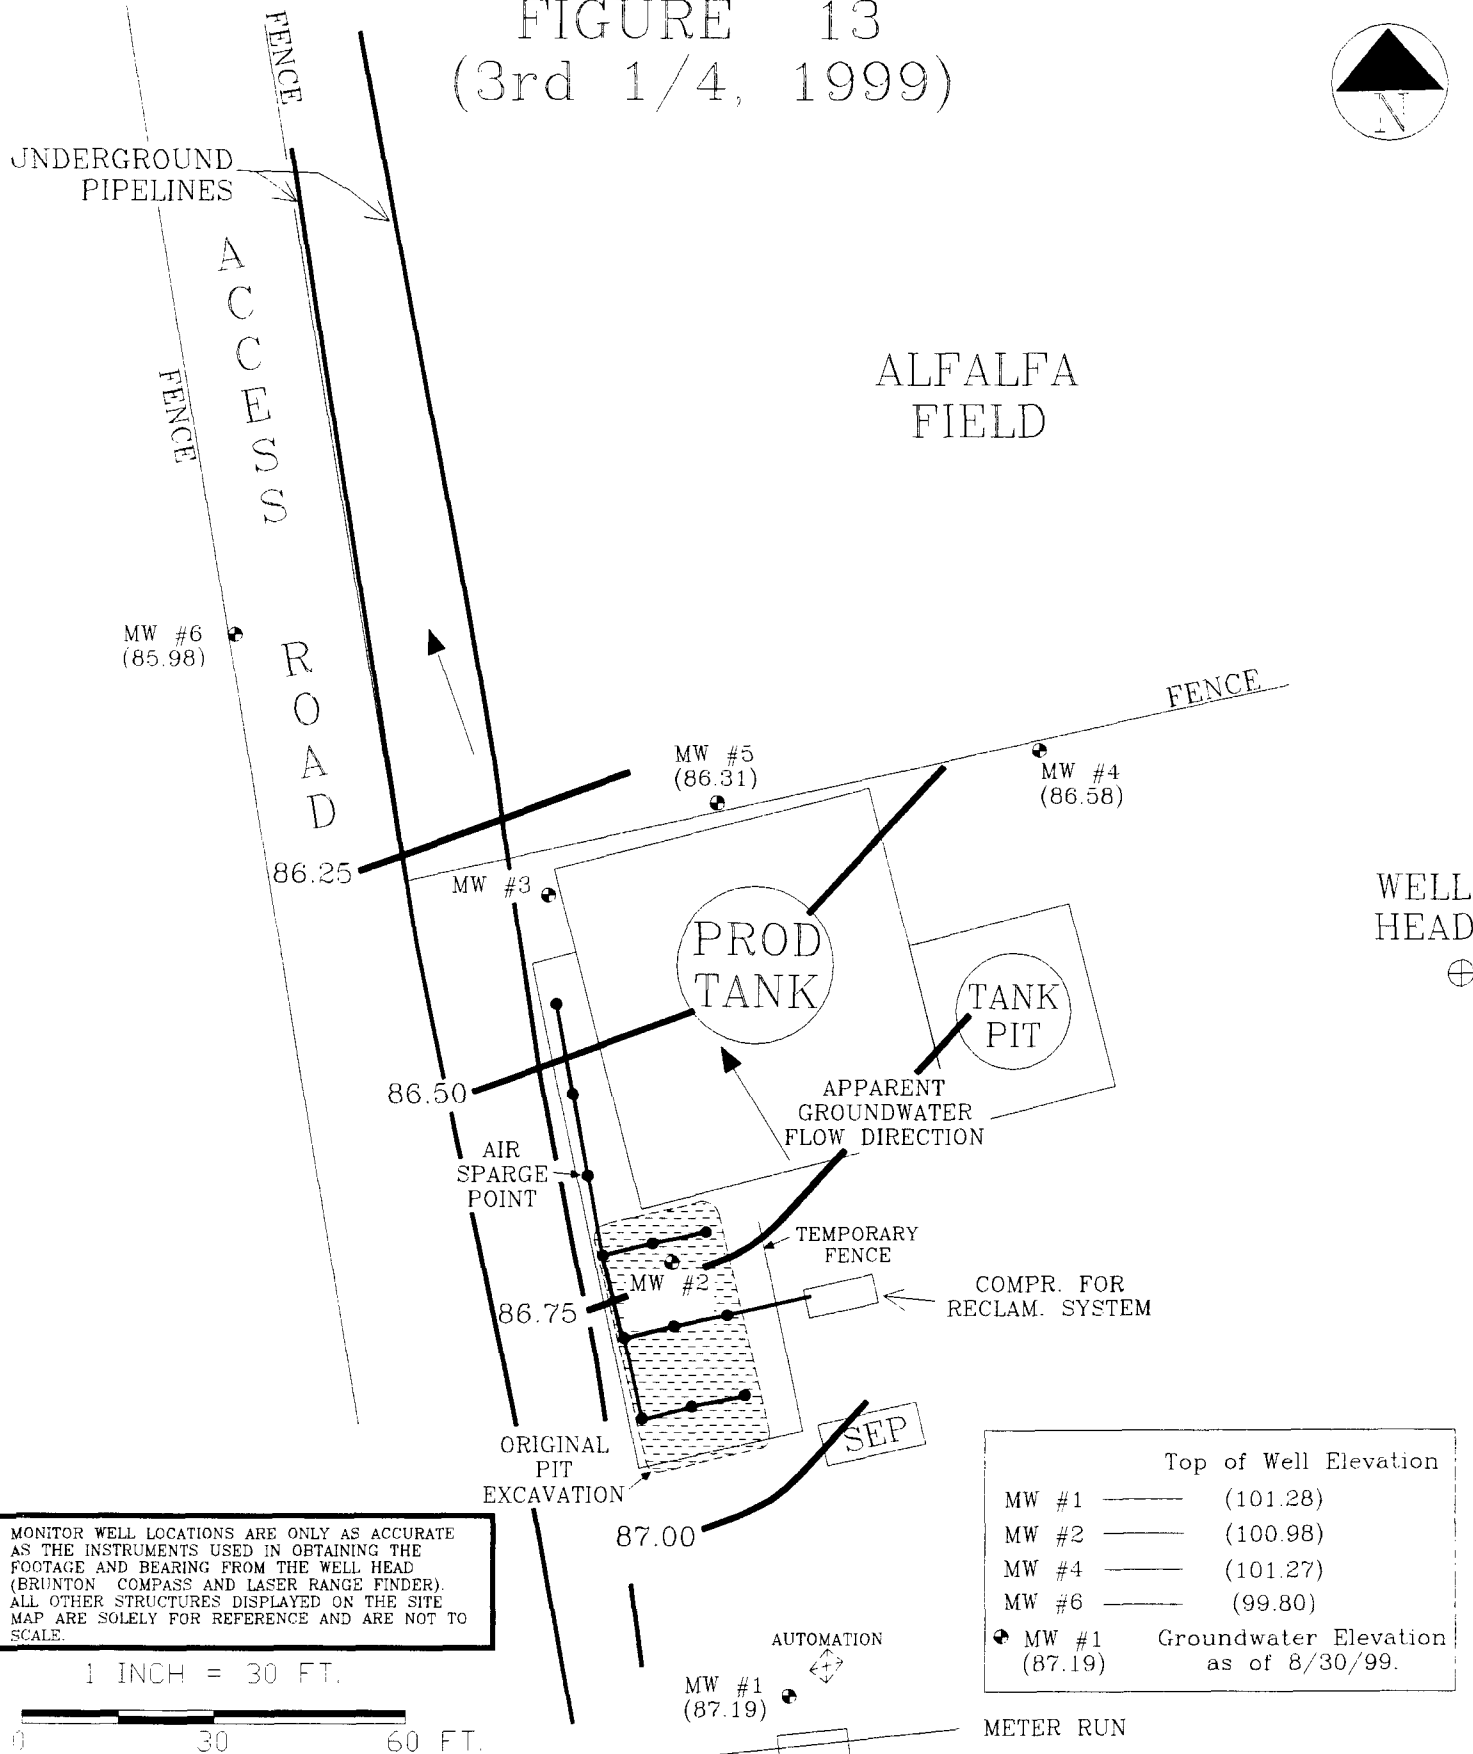 FIGURE 13
(3rd 1/4, 1999)
N
FENCE
UNDERGROUND
PIPELINES
ACCESS
ROAD
FENCE
ALFALFA
FIELD
MW #6
(85.98)
FENCE
MW #5
(86.31)
MW #4
(86.58)
86.25
MW #3
WELL
HEAD
PROD
TANK
TANK
PIT
86.50
APPARENT
GROUNDWATER
FLOW DIRECTION
AIR
SPARGE
POINT
TEMPORARY
FENCE
MW #2
86.75
COMPR. FOR
RECLAM. SYSTEM
SEP
ORIGINAL
PIT
EXCAVATION
87.00
Top of Well Elevation
MW #1 (101.28)
MW #2 (100.98)
MW #4 (101.27)
MW #6 (99.80)
MW #1 Groundwater Elevation
(87.19) as of 8/30/99.
MONITOR WELL LOCATIONS ARE ONLY AS ACCURATE
AS THE INSTRUMENTS USED IN OBTAINING THE
FOOTAGE AND BEARING FROM THE WELL HEAD
(BRUNTON COMPASS AND LASER RANGE FINDER).
ALL OTHER STRUCTURES DISPLAYED ON THE SITE
MAP ARE SOLELY FOR REFERENCE AND ARE NOT TO
SCALE.
1 INCH = 30 FT.
0 30 60 FT.
AUTOMATION
MW #1
(87.19)
METER RUN